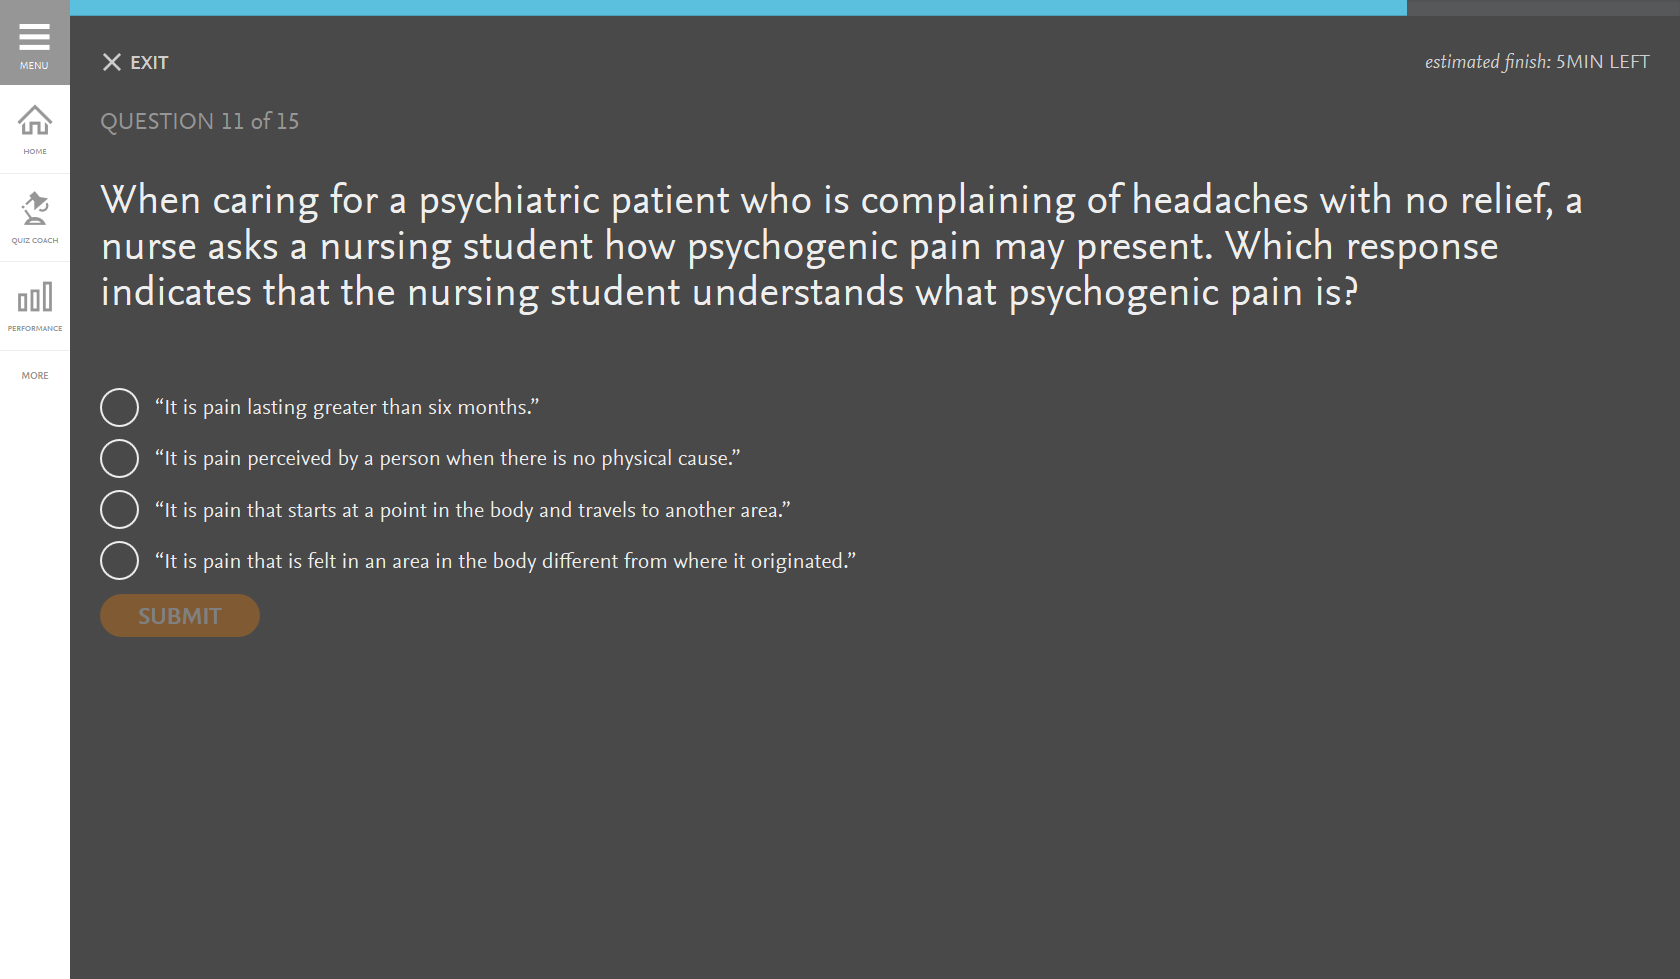 MENU
HOME
QUIZ COACH
PERFORMANCE
MORE
EXIT
estimated finish: 5MIN LEFT
QUESTION 11 of 15
When caring for a psychiatric patient who is complaining of headaches with no relief, a
nurse asks a nursing student how psychogenic pain may present. Which response
indicates that the nursing student understands what psychogenic pain is?
“It is pain lasting greater than six months.”
“It is pain perceived by a person when there is no physical cause.”
“It is pain that starts at a point in the body and travels to another area.”
“It is pain that is felt in an area in the body different from where it originated.”
SUBMIT